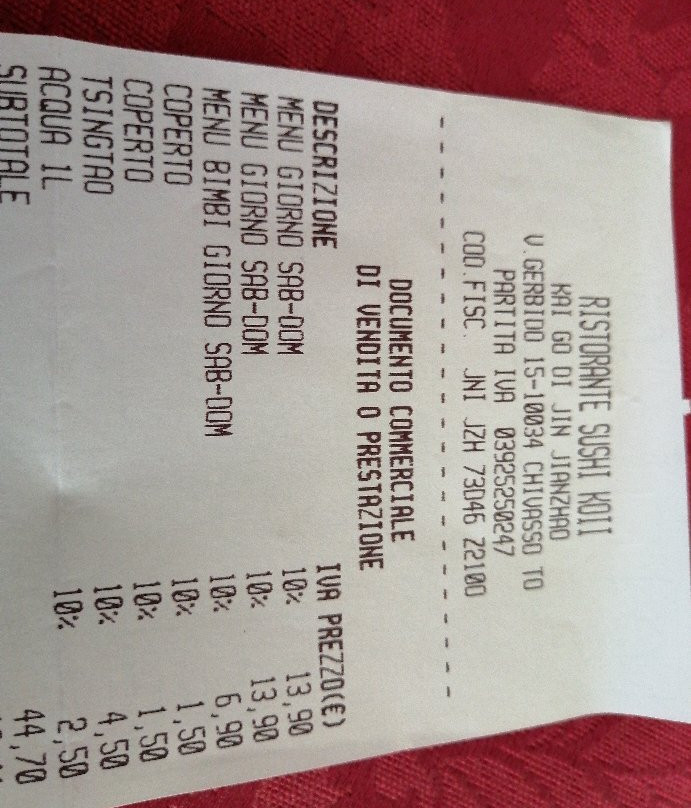 RISTORANTE SUSHI KOII
KAI GO DI JIN JIANZHAO
V.GERBIDO 15-10034 CHIVASSO TO
PARTITA IVA 03925250247
COD.FISC. JNI JZH 73D46 Z210O
- - - - - - - - - - - - - - - - - - - - - -
DOCUMENTO COMMERCIALE
DI VENDITA O PRESTAZIONE
DESCRIZIONE IVA PREZZO(€)
MENU GIORNO SAB-DOM 10% 13,90
MENU GIORNO SAB-DOM 10% 13,90
MENU BIMBI GIORNO SAB-DOM 10% 6,90
COPERTO 10% 1,50
COPERTO 10% 1,50
TSINGTAO 10% 4,50
ACQUA 1L 10% 2,50
SUBTOTALE 44,70